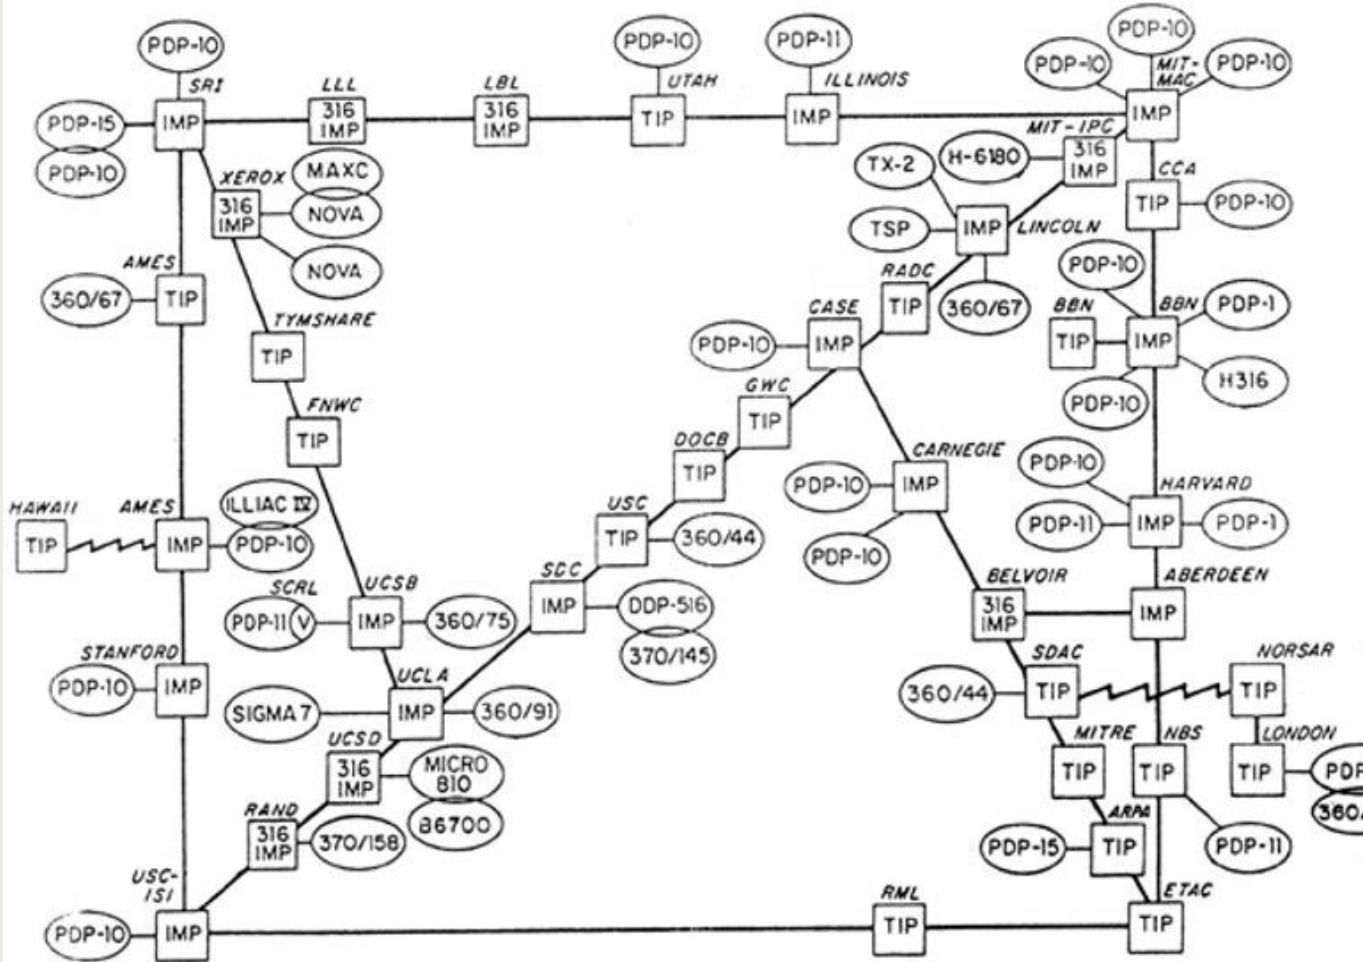 PDP-10
SRI
PDP-15
IMP
PDP-10
LLL
316
IMP
LBL
316
IMP
PDP-10
UTAH
TIP
PDP-11
ILLINOIS
IMP
PDP-10
PDP-10
MIT-
MAC
PDP-10
IMP
MIT-IPC
H-6180
316
IMP
CCA
TIP
PDP-10
XEROX
316
IMP
MAXC
NOVA
NOVA
TX-2
TSP
IMP
LINCOLN
360/67
RADC
TIP
AMES
360/67
TIP
TYMSHARE
TIP
FNWC
TIP
CASE
PDP-10
IMP
GWC
TIP
DOCB
TIP
PDP-10
BBN
TIP
BBN
IMP
PDP-1
H316
PDP-10
CARNEGIE
PDP-10
IMP
PDP-10
PDP-10
HARVARD
PDP-11
IMP
PDP-1
HAWAII
TIP
AMES
IMP
ILLIAC IV
PDP-10
USC
TIP
360/44
SDC
IMP
DDP-516
370/145
SCRL
PDP-11 V
UCSB
IMP
360/75
BELVOIR
316
IMP
ABERDEEN
IMP
STANFORD
PDP-10
IMP
UCLA
SIGMA 7
IMP
360/91
SDAC
360/44
TIP
NORSAR
TIP
UCSD
316
IMP
MICRO
810
B6700
MITRE
TIP
NBS
TIP
LONDON
TIP
PDP
360/
RAND
316
IMP
370/158
ARPA
PDP-15
TIP
PDP-11
USC-
ISI
PDP-10
IMP
RML
TIP
ETAC
TIP